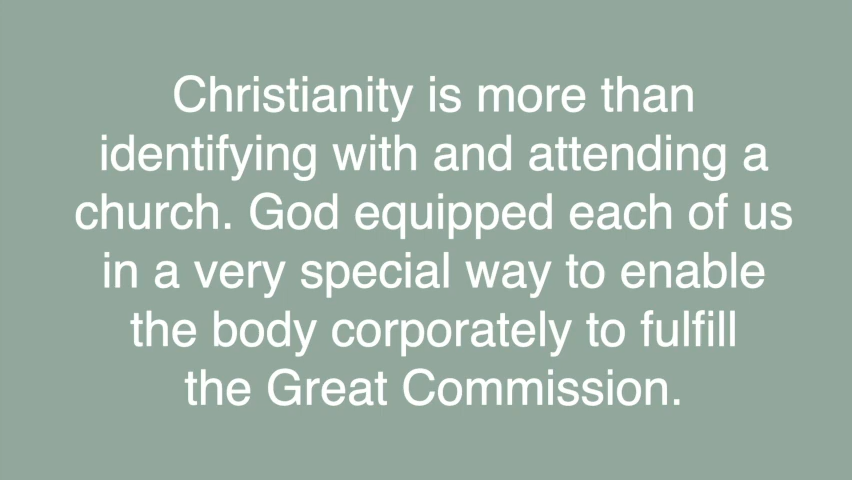 Christianity is more than
identifying with and attending a
church. God equipped each of us
in a very special way to enable
the body corporately to fulfill
the Great Commission.